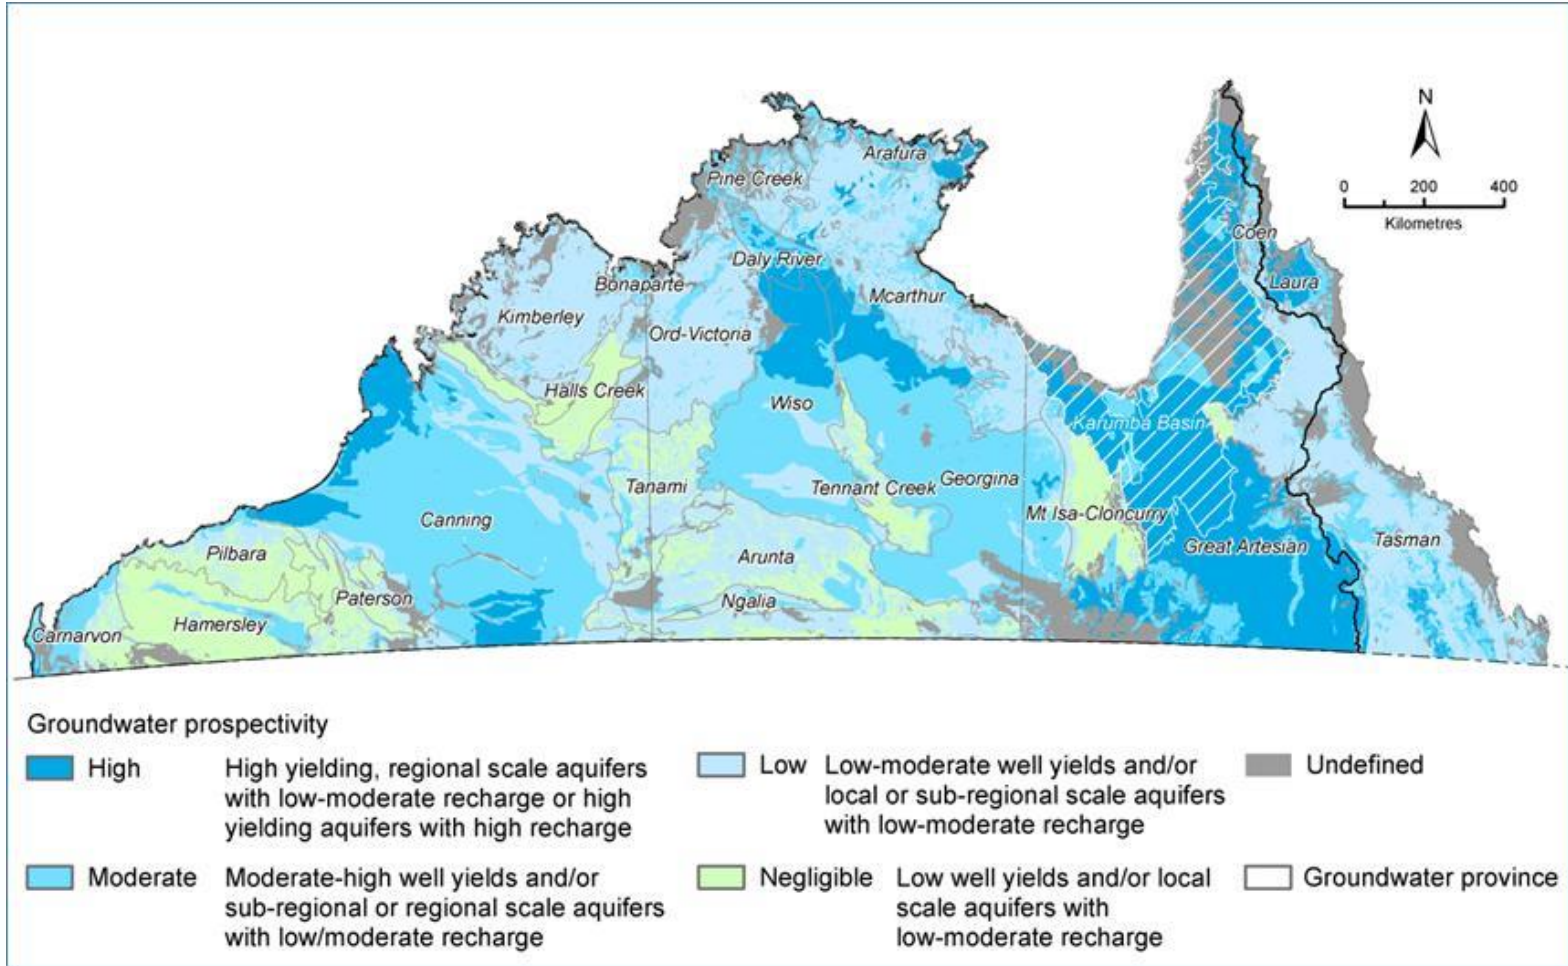 N
0 200 400
Kilometres
Arafura
Pine Creek
Coen
Daly River
Bonaparte
Laura
Mcarthur
Kimberley
Ord-Victoria
Halls Creek
Wiso
Karumba Basin
Tanami
Tennant Creek
Georgina
Canning
Mt Isa-Cloncurry
Great Artesian
Tasman
Pilbara
Arunta
Paterson
Ngalia
Hamersley
Carnarvon
Groundwater prospectivity
High
High yielding, regional scale aquifers
with low-moderate recharge or high
yielding aquifers with high recharge
Moderate
Moderate-high well yields and/or
sub-regional or regional scale aquifers
with low/moderate recharge
Low
Low-moderate well yields and/or
local or sub-regional scale aquifers
with low-moderate recharge
Negligible
Low well yields and/or local
scale aquifers with
low-moderate recharge
Undefined
Groundwater province